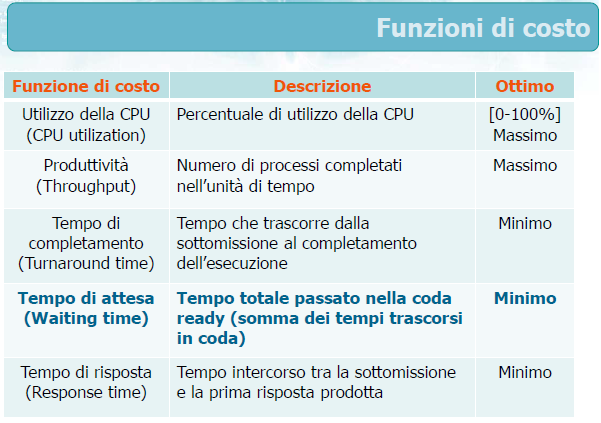 Funzioni di costo
Funzione di costo Descrizione Ottimo
Utilizzo della CPU Percentuale di utilizzo della CPU [0-100%]
(CPU utilization) Massimo
Produttività Numero di processi completati Massimo
(Throughput) nell’unità di tempo
Tempo di Tempo che trascorre dalla Minimo
completamento sottomissione al completamento
(Turnaround time) dell’esecuzione
Tempo di attesa Tempo totale passato nella coda Minimo
(Waiting time) ready (somma dei tempi trascorsi
in coda)
Tempo di risposta Tempo intercorso tra la sottomissione Minimo
(Response time) e la prima risposta prodotta